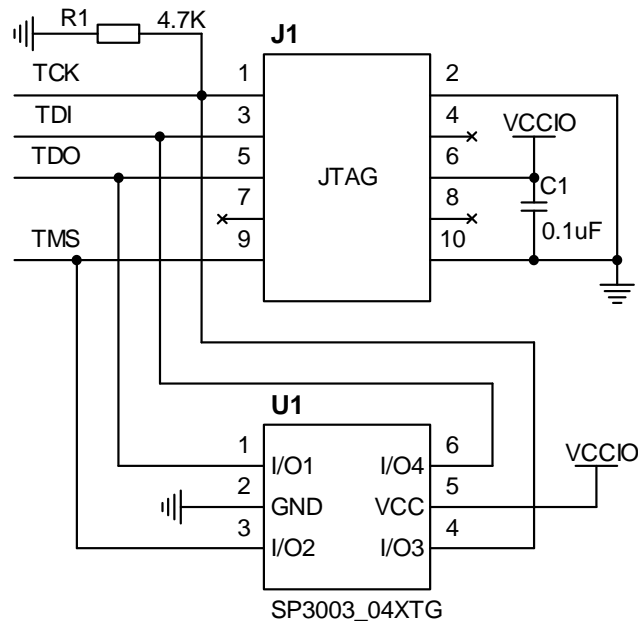 R1 4.7K
J1
TCK 1 2
TDI 3 4
VCCIO
TDO 5 6
JTAG
C1
7 8
0.1uF
TMS 9 10
U1
1 I/O1 I/O4 6
VCCIO
2 GND VCC 5
3 I/O2 I/O3 4
SP3003_04XTG